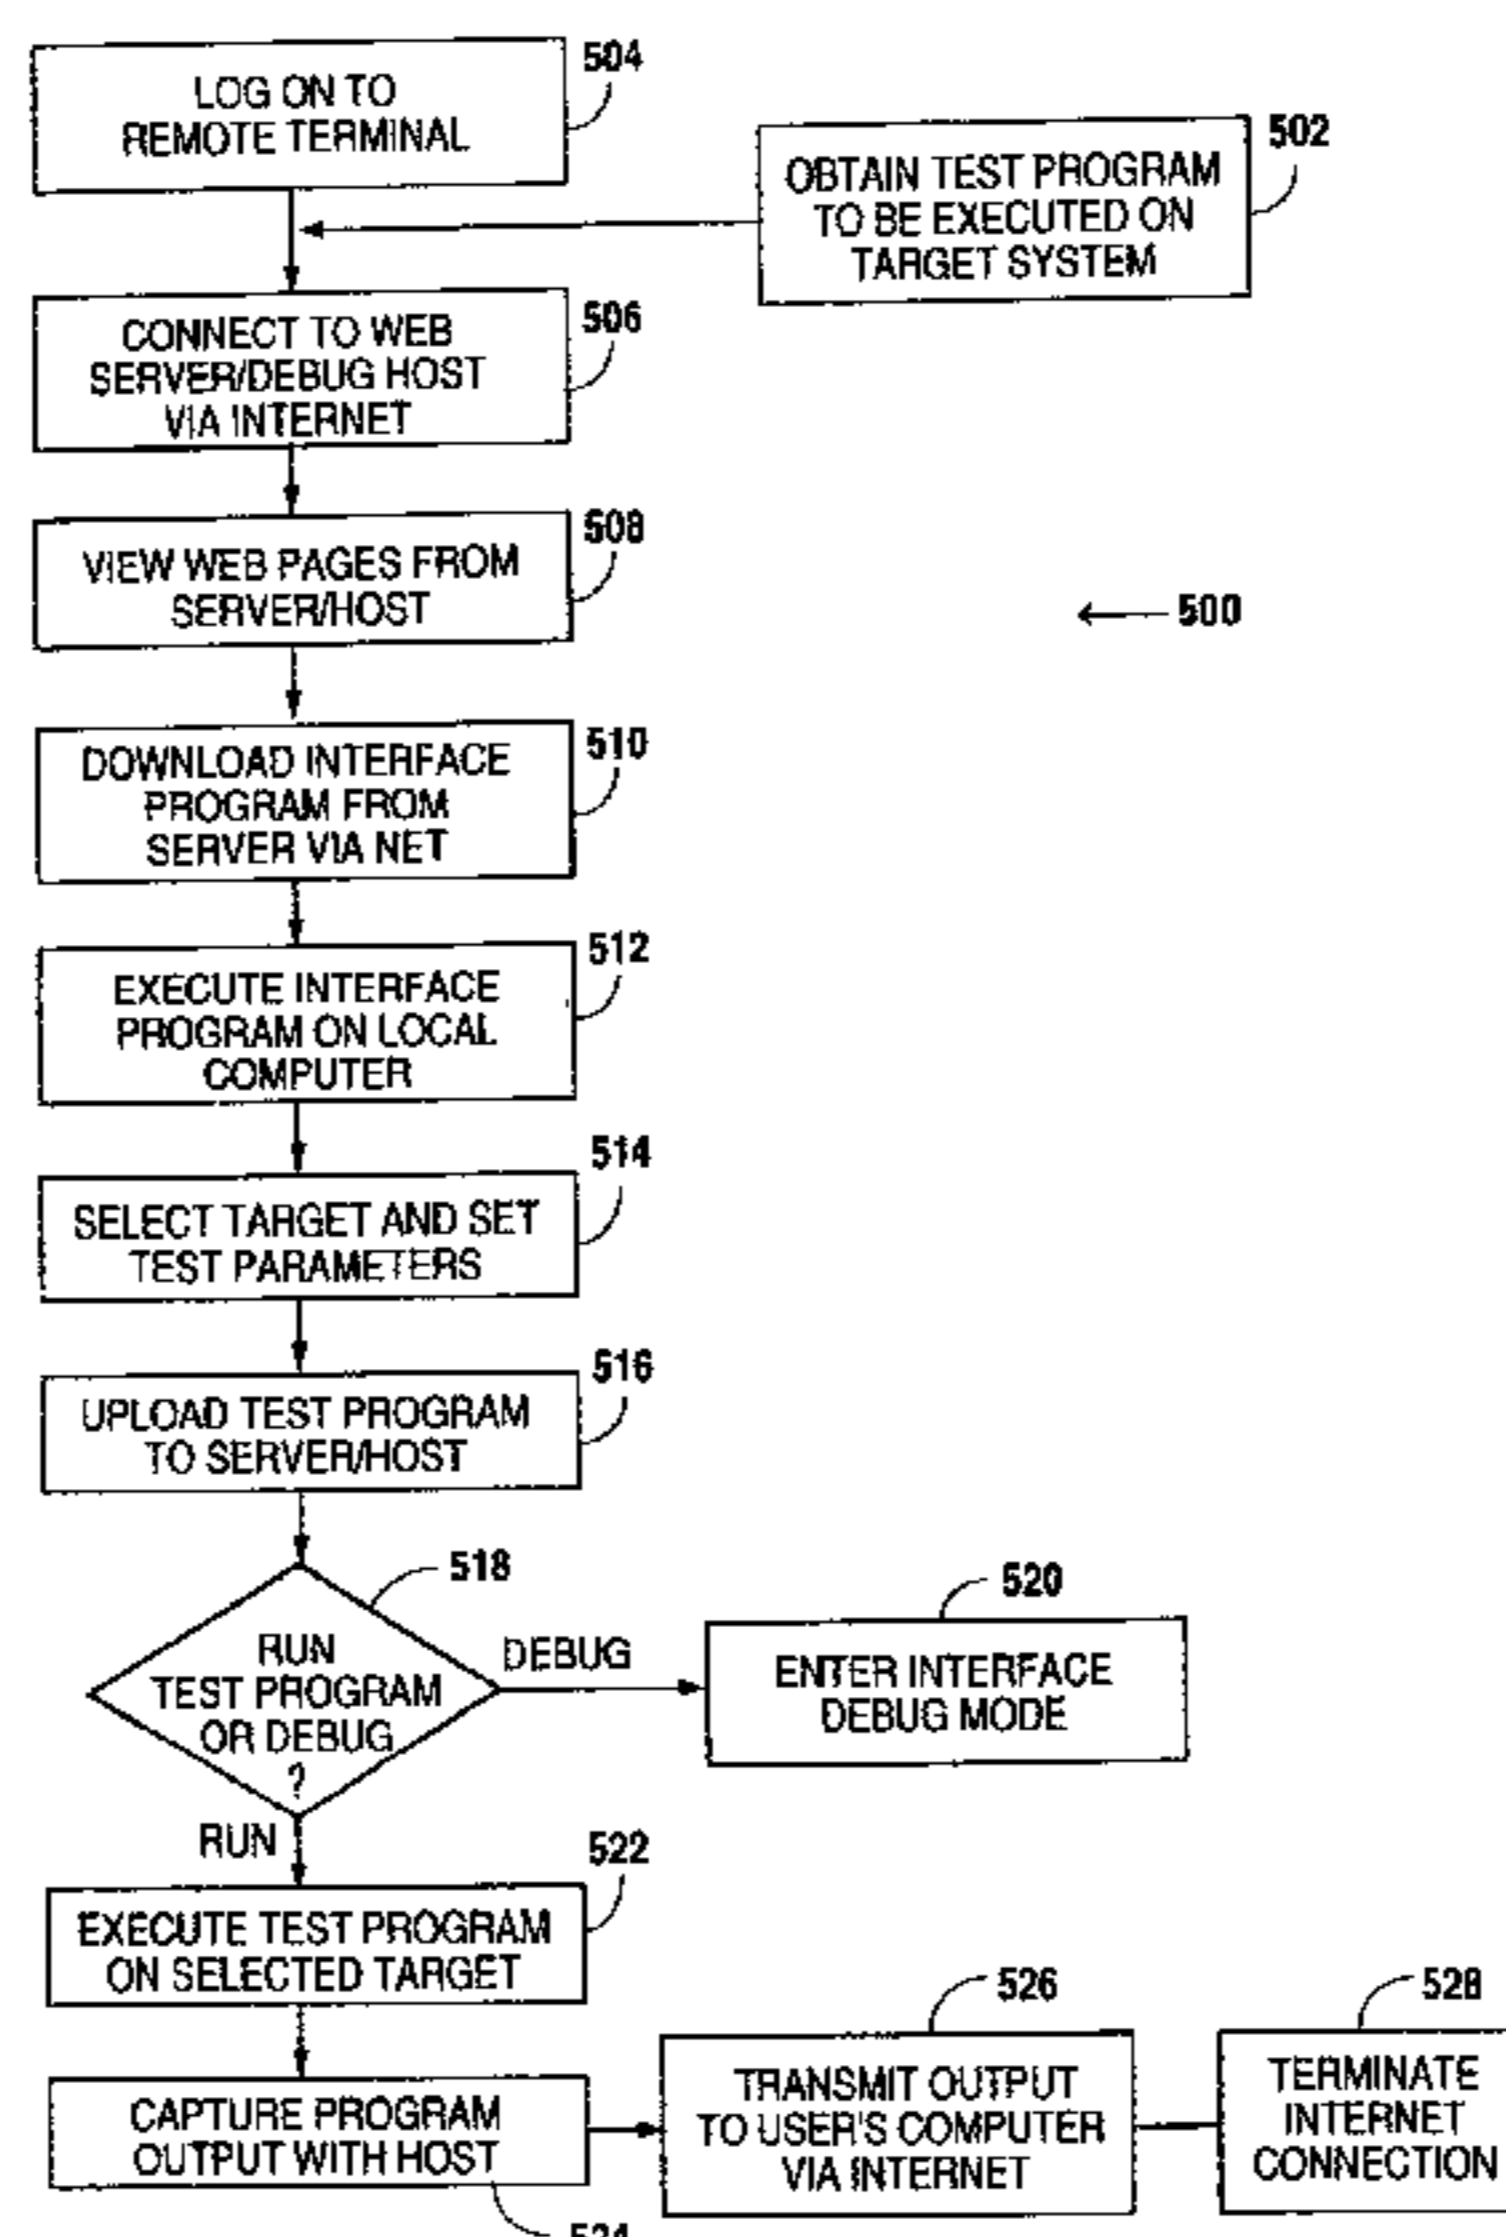 504
LOG ON TO
REMOTE TERMINAL
502
OBTAIN TEST PROGRAM
TO BE EXECUTED ON
TARGET SYSTEM
506
CONNECT TO WEB
SERVER/DEBUG HOST
VIA INTERNET
508
VIEW WEB PAGES FROM
SERVER/HOST
500
510
DOWNLOAD INTERFACE
PROGRAM FROM
SERVER VIA NET
512
EXECUTE INTERFACE
PROGRAM ON LOCAL
COMPUTER
514
SELECT TARGET AND SET
TEST PARAMETERS
516
UPLOAD TEST PROGRAM
TO SERVER/HOST
518
RUN
TEST PROGRAM
OR DEBUG
?
DEBUG
520
ENTER INTERFACE
DEBUG MODE
RUN
522
EXECUTE TEST PROGRAM
ON SELECTED TARGET
CAPTURE PROGRAM
OUTPUT WITH HOST
526
TRANSMIT OUTPUT
TO USER'S COMPUTER
VIA INTERNET
528
TERMINATE
INTERNET
CONNECTION